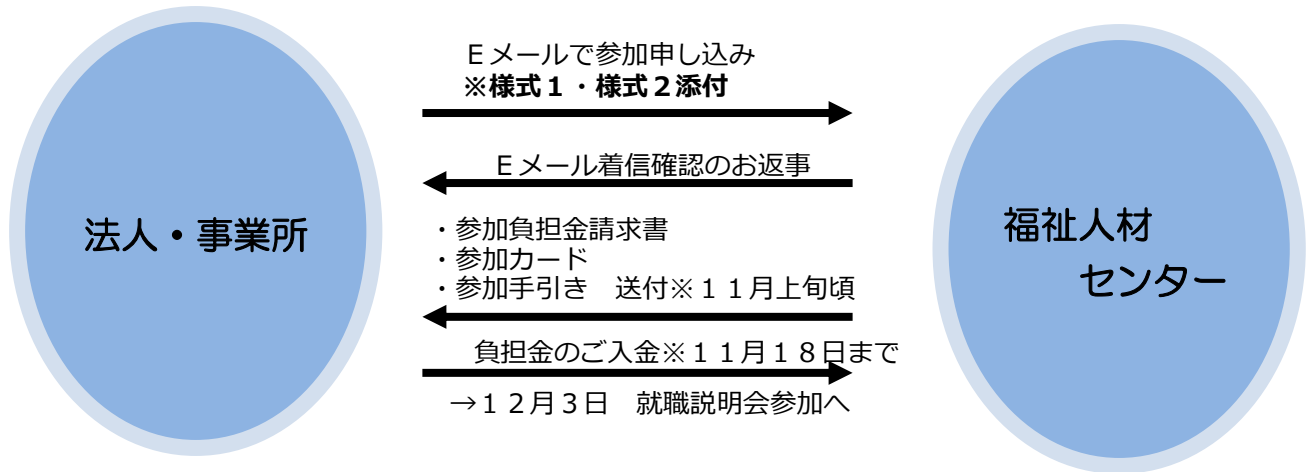 Ｅメールで参加申し込み
※様式１・様式２添付
Ｅメール着信確認のお返事
法人・事業所
・参加負担金請求書
・参加カード
・参加手引き　送付※１１月上旬頃
福祉人材
センター
負担金のご入金※１１月１８日まで
→１２月３日　就職説明会参加へ